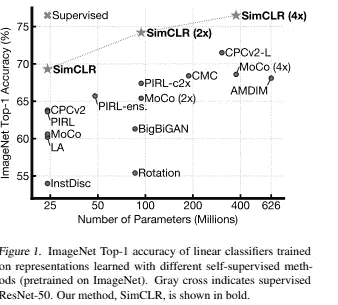 75
70
65
60
55
ImageNet Top-1 Accuracy (%)
Supervised
SimCLR (4x)
SimCLR (2x)
SimCLR
CPCv2-L
CMC
MoCo (4x)
PIRL-c2x
AMDIM
MoCo (2x)
PIRL-ens.
CPCv2
PIRL
MoCo
LA
BigBiGAN
Rotation
InstDisc
25 50 100 200 400 626
Number of Parameters (Millions)
Figure 1. ImageNet Top-1 accuracy of linear classifiers trained
on representations learned with different self-supervised meth-
ods (pretrained on ImageNet). Gray cross indicates supervised
ResNet-50. Our method, SimCLR, is shown in bold.